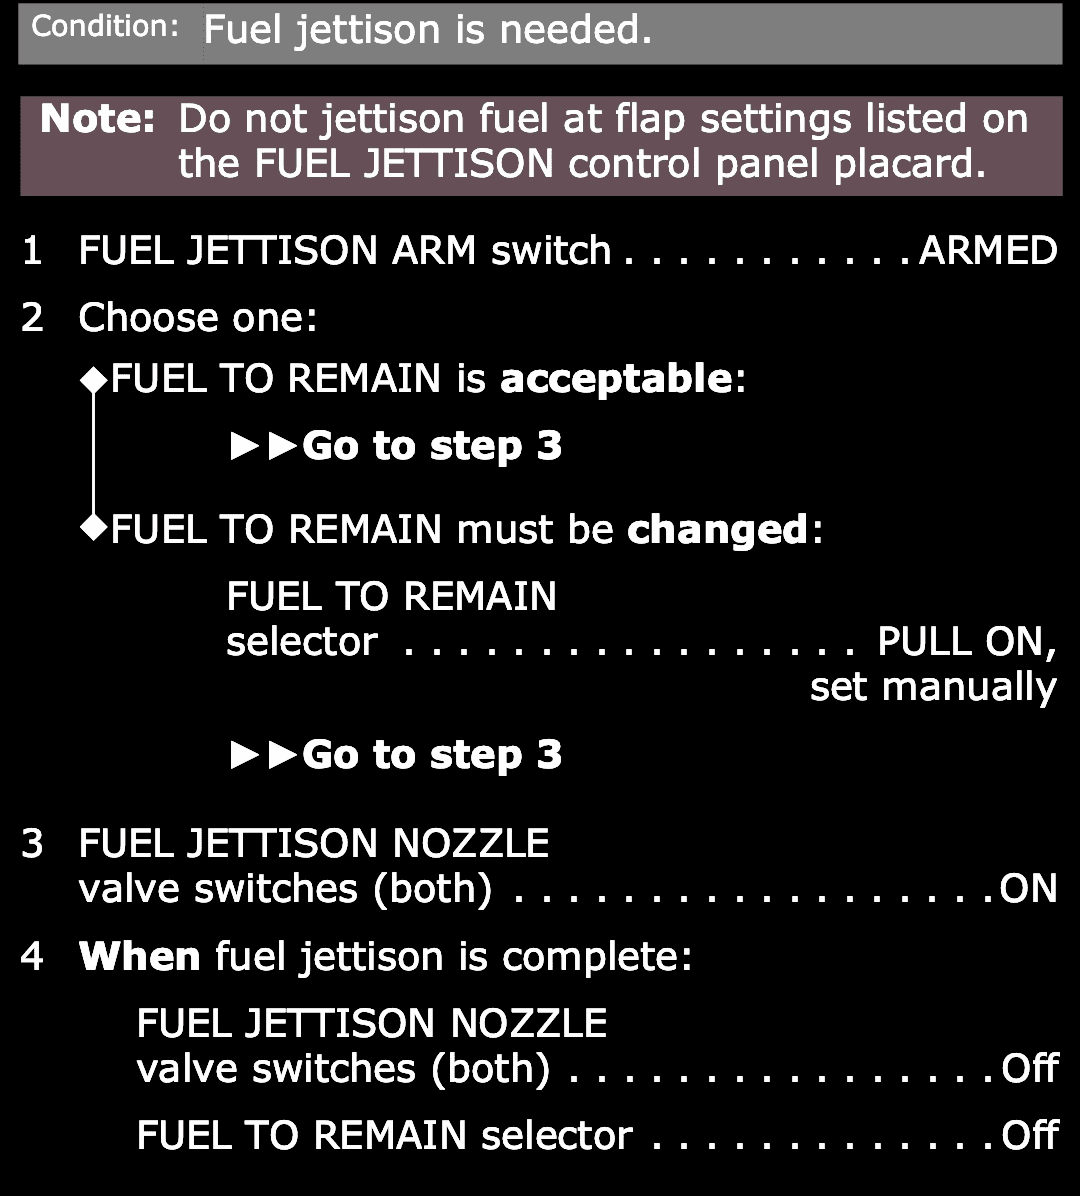 Condition: Fuel jettison is needed.
Note: Do not jettison fuel at flap settings listed on
the FUEL JETTISON control panel placard.
1 FUEL JETTISON ARM switch . . . . . . . . . . . ARMED
2 Choose one:
◆FUEL TO REMAIN is acceptable:
▶▶Go to step 3
◆FUEL TO REMAIN must be changed:
FUEL TO REMAIN
selector . . . . . . . . . . . . . . . . . PULL ON,
set manually
▶▶Go to step 3
3 FUEL JETTISON NOZZLE
valve switches (both) . . . . . . . . . . . . . . . . . . ON
4 When fuel jettison is complete:
FUEL JETTISON NOZZLE
valve switches (both) . . . . . . . . . . . . . . . . Off
FUEL TO REMAIN selector . . . . . . . . . . . . . Off